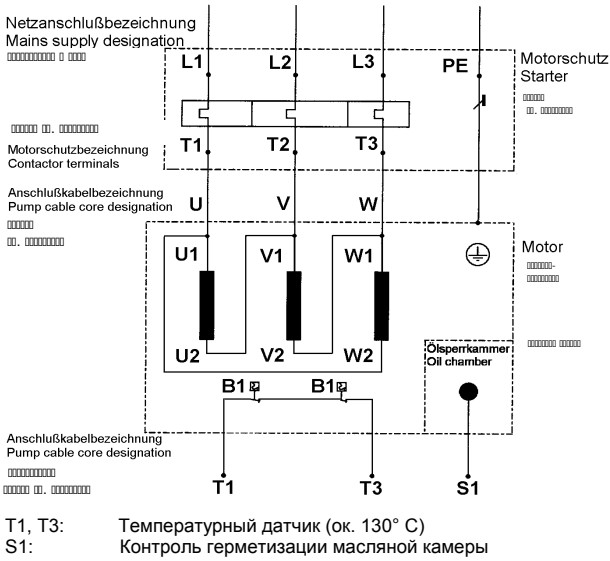 Netzanschlußbezeichnung
Mains supply designation
L1 L2 L3 PE
Motorschutz
Starter
T1 T2 T3
Motorschutzbezeichnung
Contactor terminals
Anschlußkabelbezeichnung
Pump cable core designation
U V W
U1 V1 W1
Motor
U2 V2 W2
Ölsperrkammer
Oil chamber
B1 B1
Anschlußkabelbezeichnung
Pump cable core designation
T1 T3 S1
T1, T3: Температурный датчик (ок. 130° C)
S1: Контроль герметизации масляной камеры